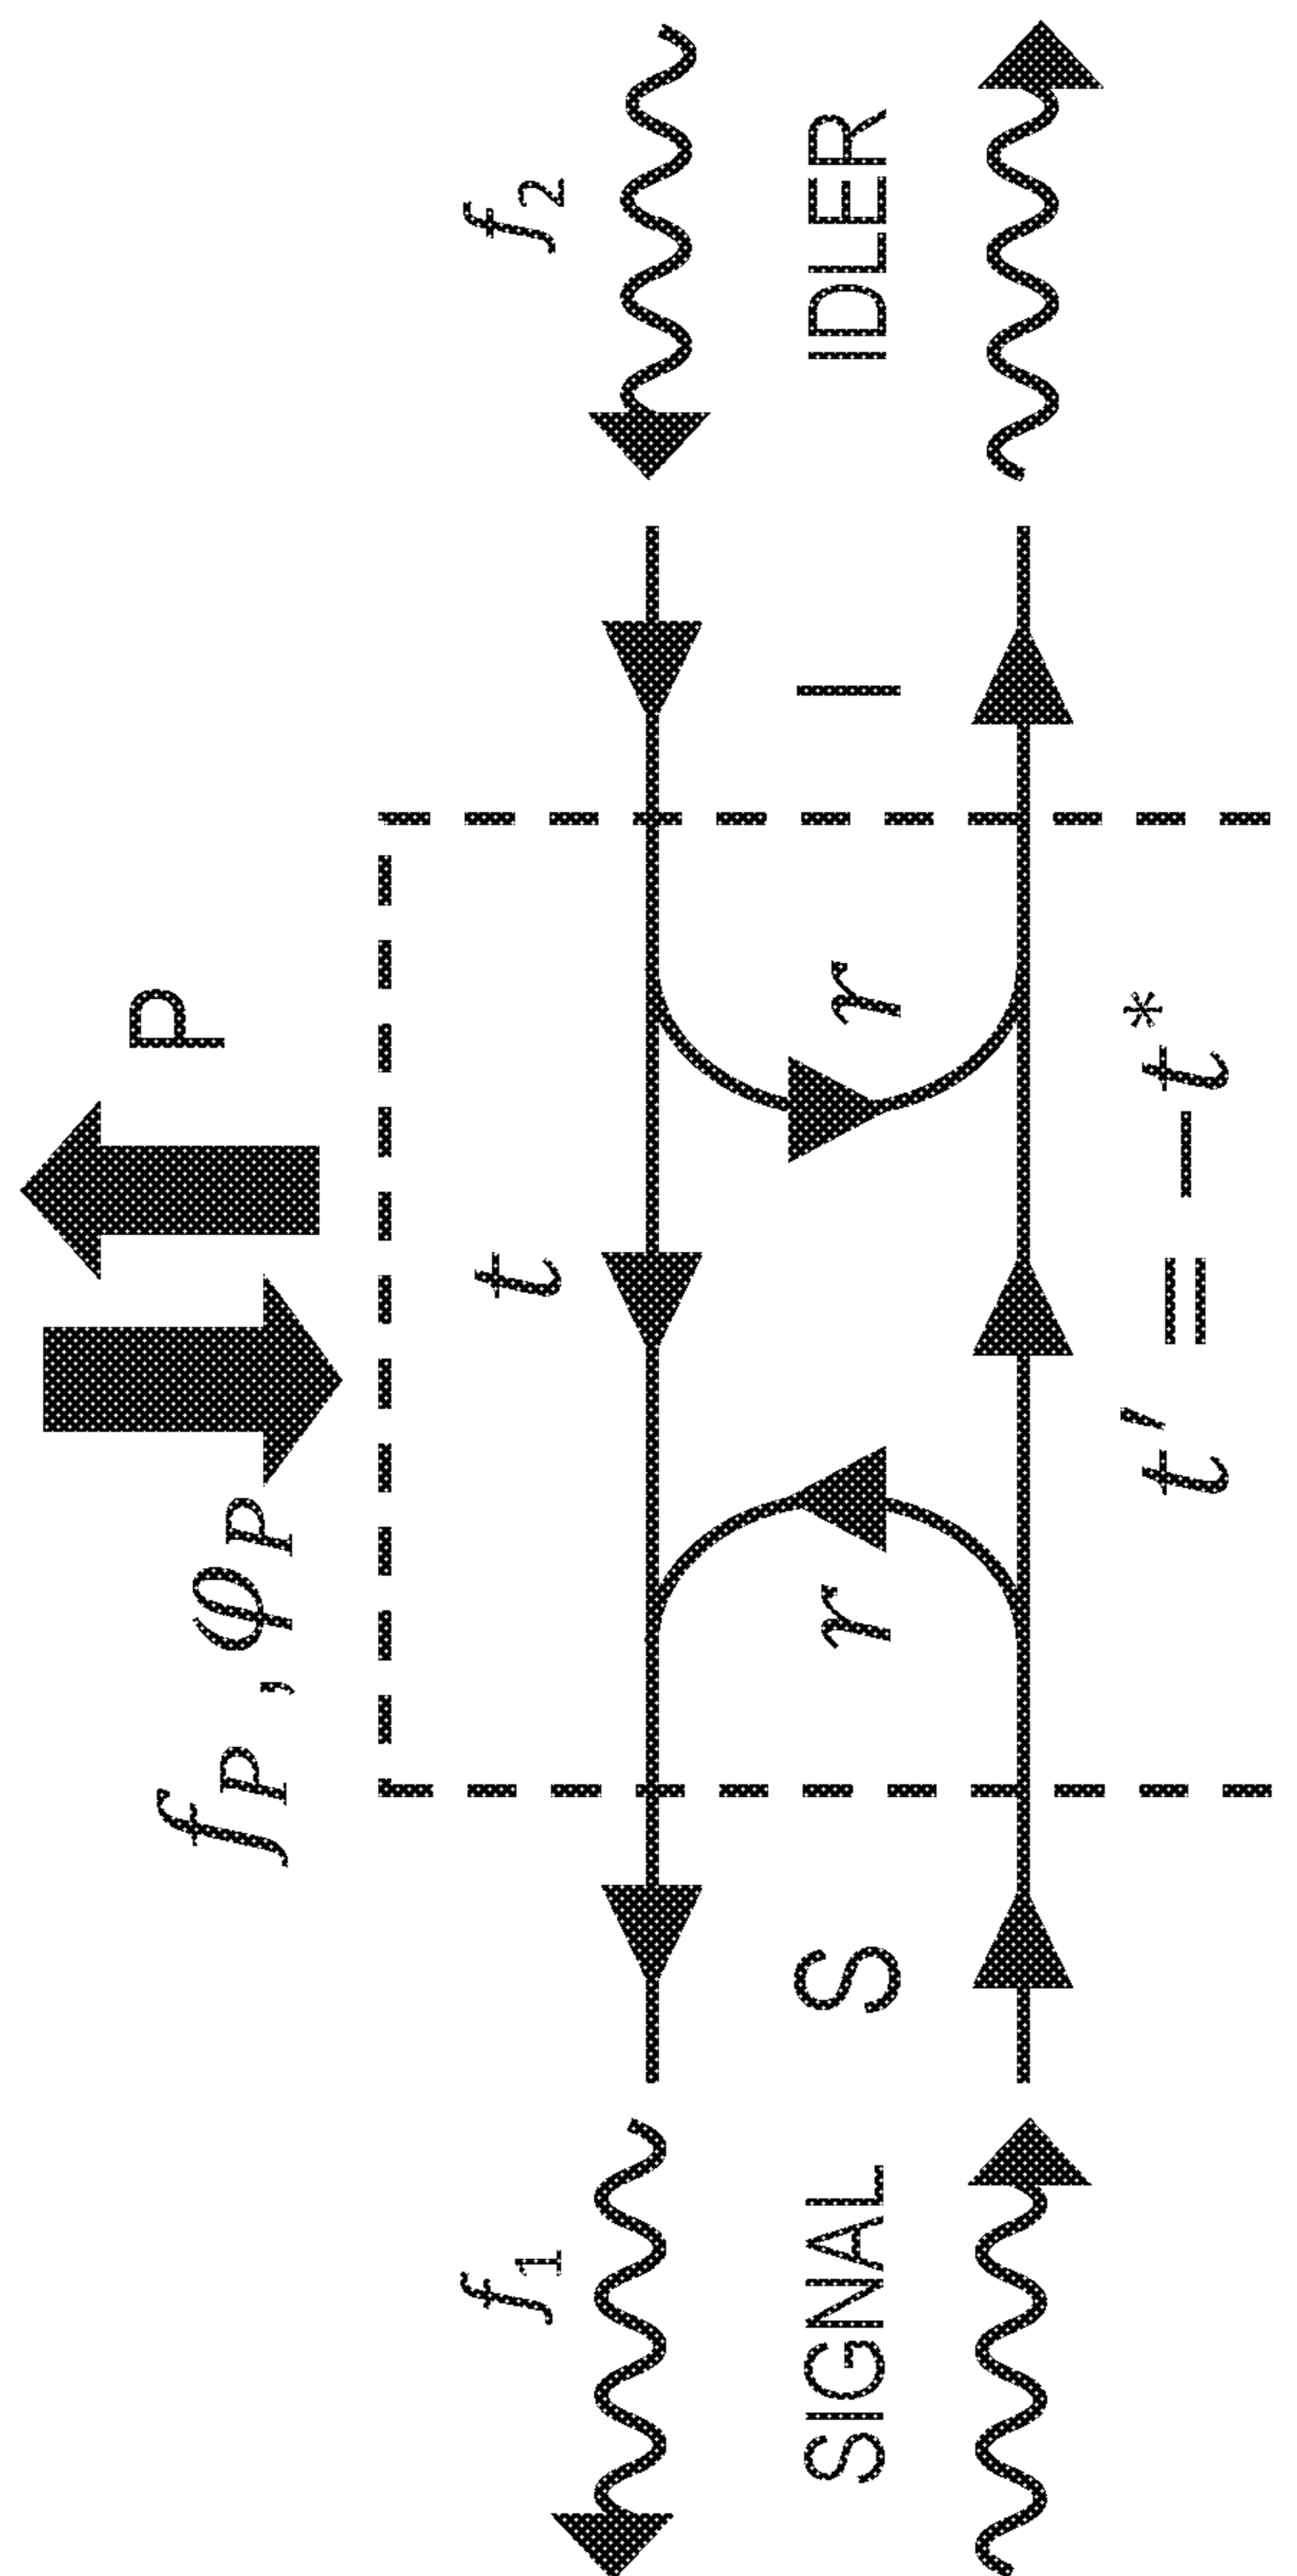 P
f_P , φ_P
f_1
t
f_2
SIGNAL
S
r
r
I
IDLER
t′ = −t*